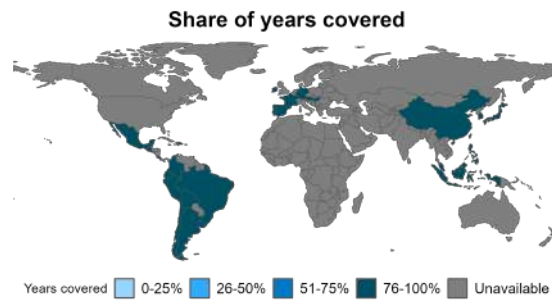 Share of years covered
Years covered 0-25% 26-50% 51-75% 76-100% Unavailable